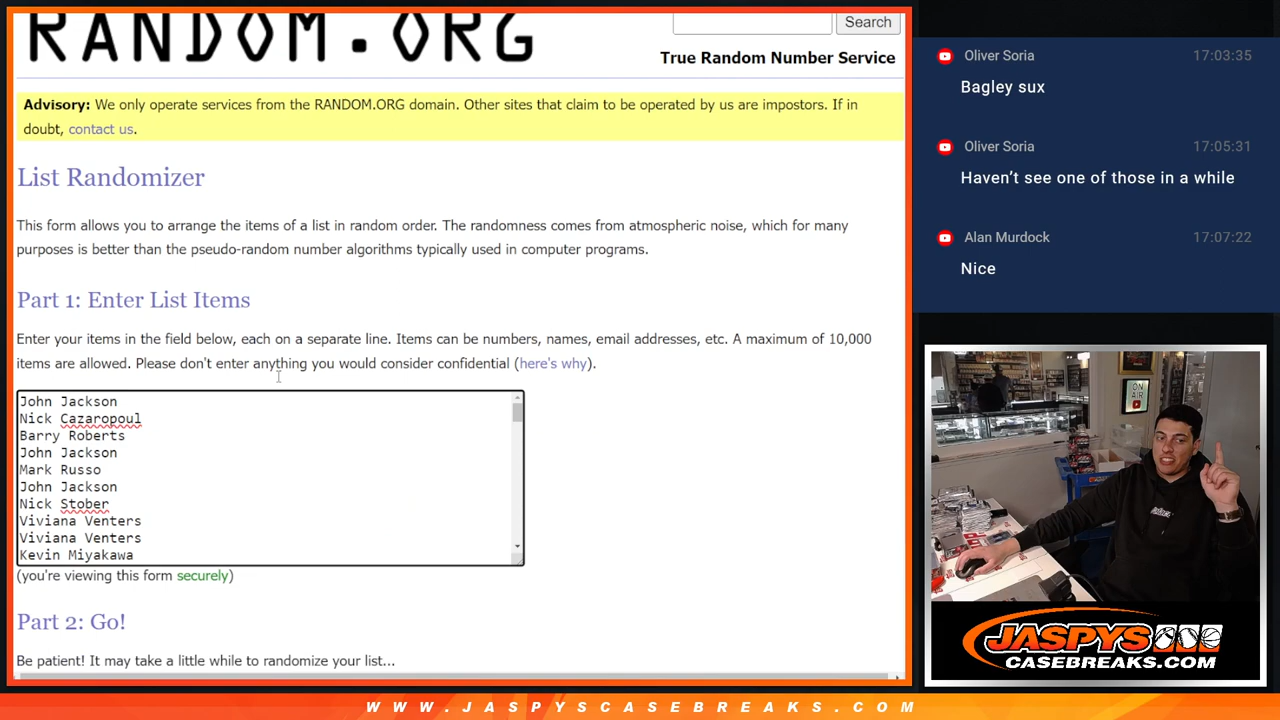 RANDOM.ORG
Search
True Random Number Service
Advisory: We only operate services from the RANDOM.ORG domain. Other sites that claim to be operated by us are impostors. If in
doubt, contact us.
List Randomizer
This form allows you to arrange the items of a list in random order. The randomness comes from atmospheric noise, which for many
purposes is better than the pseudo-random number algorithms typically used in computer programs.
Part 1: Enter List Items
Enter your items in the field below, each on a separate line. Items can be numbers, names, email addresses, etc. A maximum of 10,000
items are allowed. Please don't enter anything you would consider confidential (here's why).
John Jackson
Nick Cazaropoul
Barry Roberts
John Jackson
Mark Russo
John Jackson
Nick Stober
Viviana Venters
Viviana Venters
Kevin Miyakawa
(you're viewing this form securely)
Part 2: Go!
Be patient! It may take a little while to randomize your list...
Oliver Soria 17:03:35
Bagley sux
Oliver Soria 17:05:31
Haven't see one of those in a while
Alan Murdock 17:07:22
Nice
ON AIR
JASPYS
CASEBREAKS.COM
WWW.JASPYSCASEBREAKS.COM